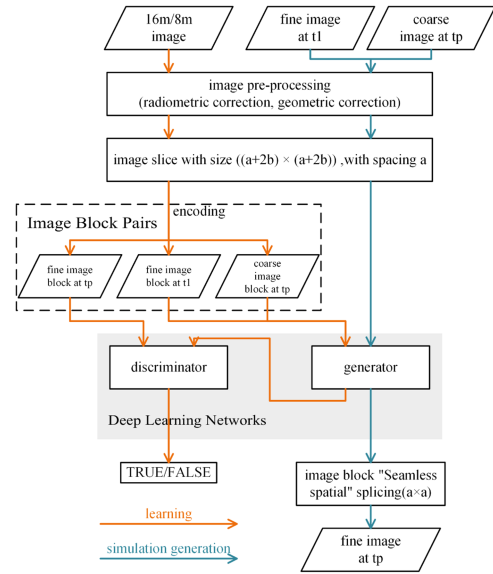 16m/8m
image
fine image
at t1
coarse
image at tp
image pre-processing
(radiometric correction, geometric correction)
image slice with size ((a+2b) × (a+2b)) ,with spacing a
encoding
Image Block Pairs
fine image
block at tp
fine image
block at t1
coarse
image
block at tp
discriminator
generator
Deep Learning Networks
TRUE/FALSE
image block "Seamless
spatial" splicing(a×a)
learning
simulation generation
fine image
at tp